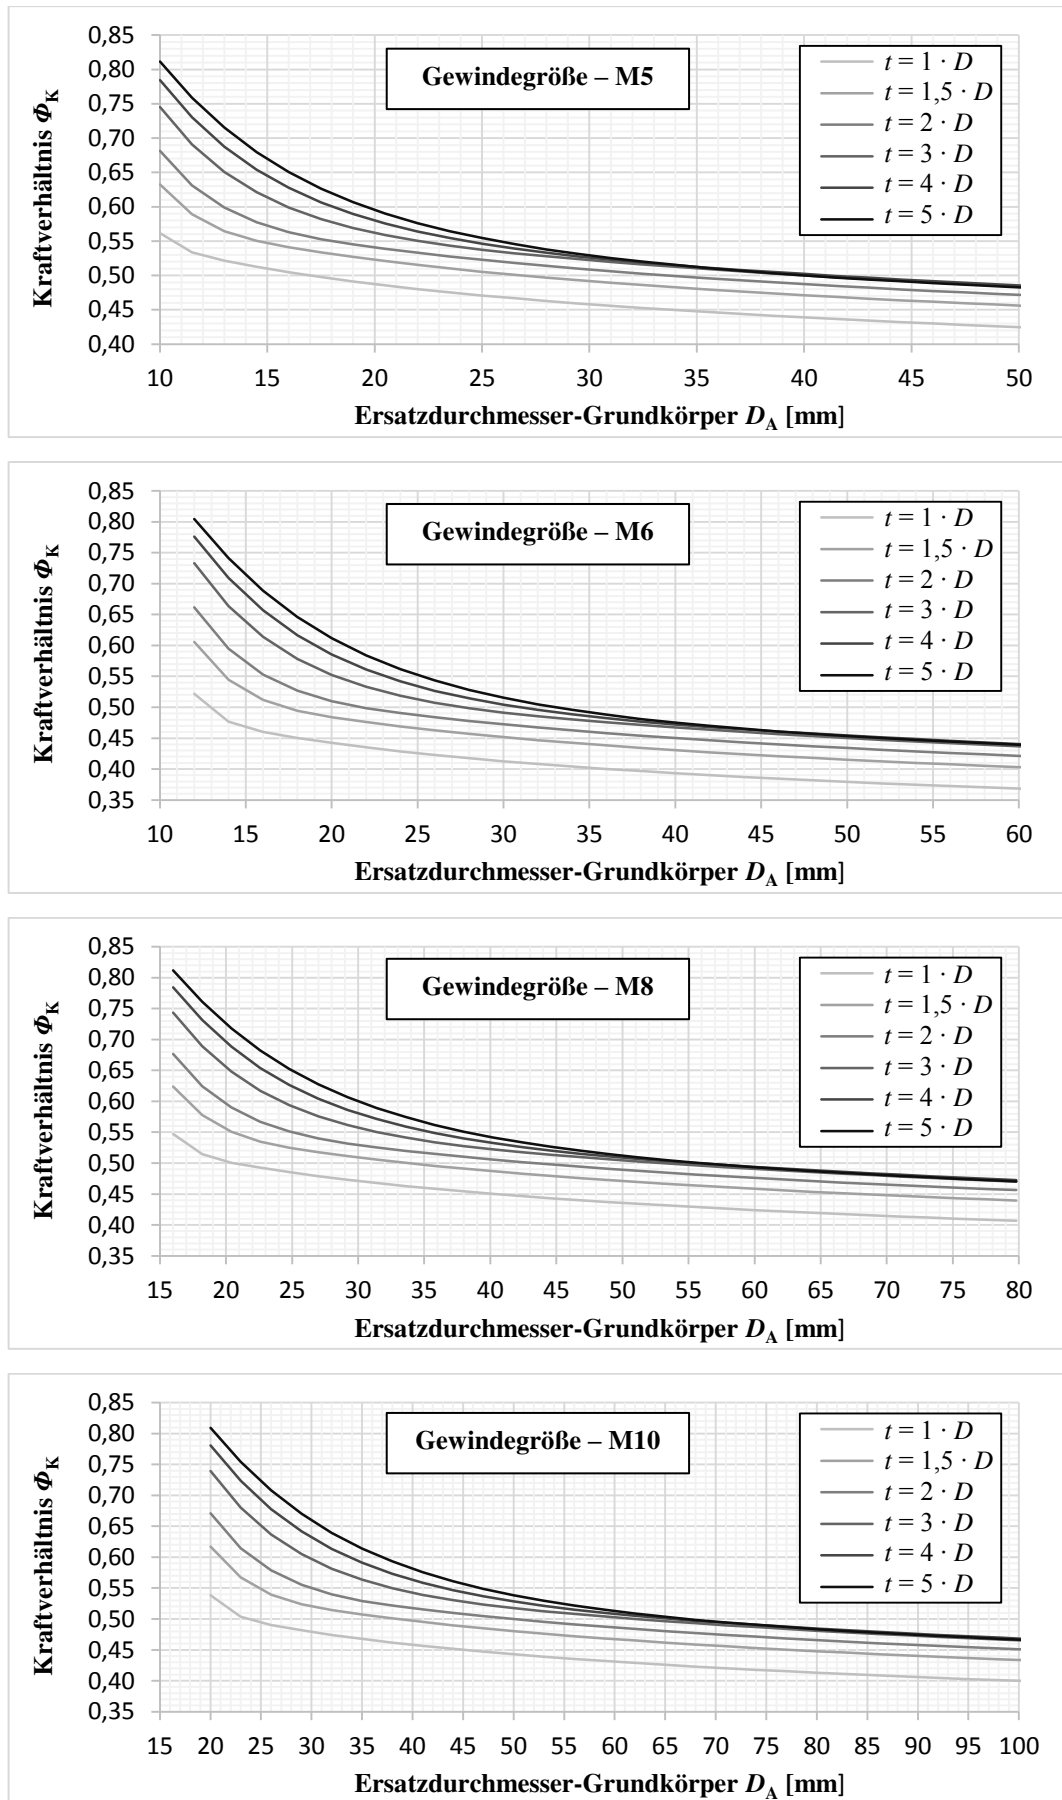 0,85
0,80
0,75
0,70
0,65
0,60
0,55
0,50
0,45
0,40
Kraftverhältnis Φ_K
Gewindegröße – M5
t = 1 · D
t = 1,5 · D
t = 2 · D
t = 3 · D
t = 4 · D
t = 5 · D
10 15 20 25 30 35 40 45 50
Ersatzdurchmesser-Grundkörper D_A [mm]
0,85
0,80
0,75
0,70
0,65
0,60
0,55
0,50
0,45
0,40
0,35
Kraftverhältnis Φ_K
Gewindegröße – M6
t = 1 · D
t = 1,5 · D
t = 2 · D
t = 3 · D
t = 4 · D
t = 5 · D
10 15 20 25 30 35 40 45 50 55 60
Ersatzdurchmesser-Grundkörper D_A [mm]
0,85
0,80
0,75
0,70
0,65
0,60
0,55
0,50
0,45
0,40
0,35
Kraftverhältnis Φ_K
Gewindegröße – M8
t = 1 · D
t = 1,5 · D
t = 2 · D
t = 3 · D
t = 4 · D
t = 5 · D
15 20 25 30 35 40 45 50 55 60 65 70 75 80
Ersatzdurchmesser-Grundkörper D_A [mm]
0,85
0,80
0,75
0,70
0,65
0,60
0,55
0,50
0,45
0,40
0,35
Kraftverhältnis Φ_K
Gewindegröße – M10
t = 1 · D
t = 1,5 · D
t = 2 · D
t = 3 · D
t = 4 · D
t = 5 · D
15 20 25 30 35 40 45 50 55 60 65 70 75 80 85 90 95 100
Ersatzdurchmesser-Grundkörper D_A [mm]